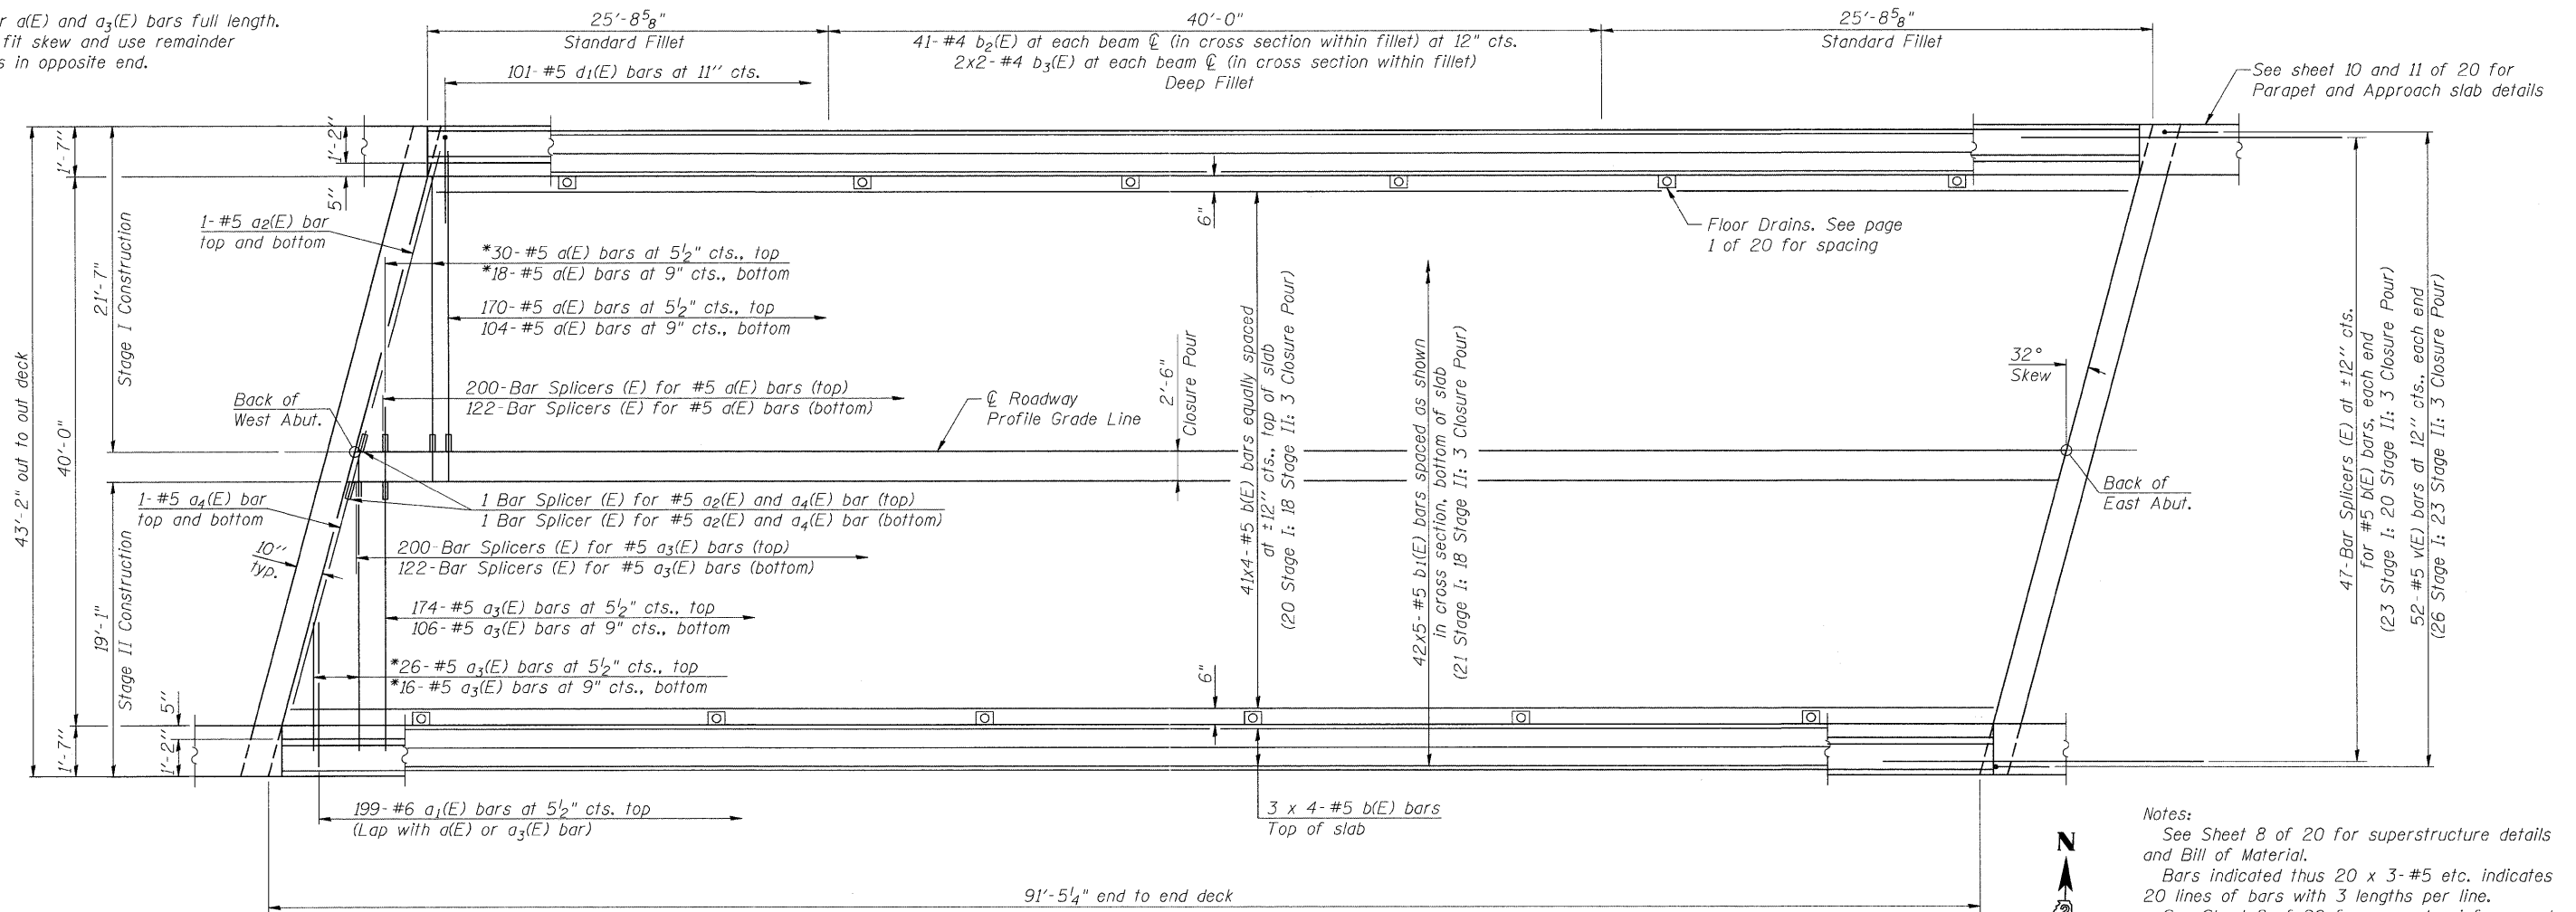 r a(E) and a3(E) bars full length.
fit skew and use remainder
s in opposite end.
25'-8 5/8"
Standard Fillet
40'-0"
41-#4 b2(E) at each beam ℄ (in cross section within fillet) at 12" cts.
2x2-#4 b3(E) at each beam ℄ (in cross section within fillet)
Deep Fillet
25'-8 5/8"
Standard Fillet
101-#5 d1(E) bars at 11" cts.
See sheet 10 and 11 of 20 for
Parapet and Approach slab details
1'-7"
1'-2"
5"
1-#5 a2(E) bar
top and bottom
6"
Floor Drains. See page
1 of 20 for spacing
*30-#5 a(E) bars at 5 1/2" cts., top
*18-#5 a(E) bars at 9" cts., bottom
170-#5 a(E) bars at 5 1/2" cts., top
104-#5 a(E) bars at 9" cts., bottom
43'-2" out to out deck
40'-0"
21'-7"
Stage I Construction
200-Bar Splicers (E) for #5 a(E) bars (top)
122-Bar Splicers (E) for #5 a(E) bars (bottom)
Back of
West Abut.
℄ Roadway
Profile Grade Line
2'-6"
Closure Pour
41x4-#5 b(E) bars equally spaced
at ±12" cts., top of slab
(20 Stage I: 18 Stage II: 3 Closure Pour)
42x5-#5 b1(E) bars spaced as shown
in cross section, bottom of slab
(21 Stage I: 18 Stage II: 3 Closure Pour)
32°
Skew
47-Bar Splicers (E) at ±12" cts.
for #5 b(E) bars, each end
(23 Stage I: 20 Stage II: 3 Closure Pour)
52-#5 v(E) bars at 12" cts., each end
(26 Stage I: 23 Stage II: 3 Closure Pour)
Back of
East Abut.
1-#5 a4(E) bar
top and bottom
1 Bar Splicer (E) for #5 a2(E) and a4(E) bar (top)
1 Bar Splicer (E) for #5 a2(E) and a4(E) bar (bottom)
10"
typ.
200-Bar Splicers (E) for #5 a3(E) bars (top)
122-Bar Splicers (E) for #5 a3(E) bars (bottom)
19'-1"
Stage II Construction
174-#5 a3(E) bars at 5 1/2" cts., top
106-#5 a3(E) bars at 9" cts., bottom
*26-#5 a3(E) bars at 5 1/2" cts., top
*16-#5 a3(E) bars at 9" cts., bottom
6"
5"
1'-7"
1'-2"
199-#6 a1(E) bars at 5 1/2" cts. top
(Lap with a(E) or a3(E) bar)
3 x 4-#5 b(E) bars
Top of slab
91'-5 1/4" end to end deck
N
Notes:
See Sheet 8 of 20 for superstructure details
and Bill of Material.
Bars indicated thus 20 x 3-#5 etc. indicates
20 lines of bars with 3 lengths per line.